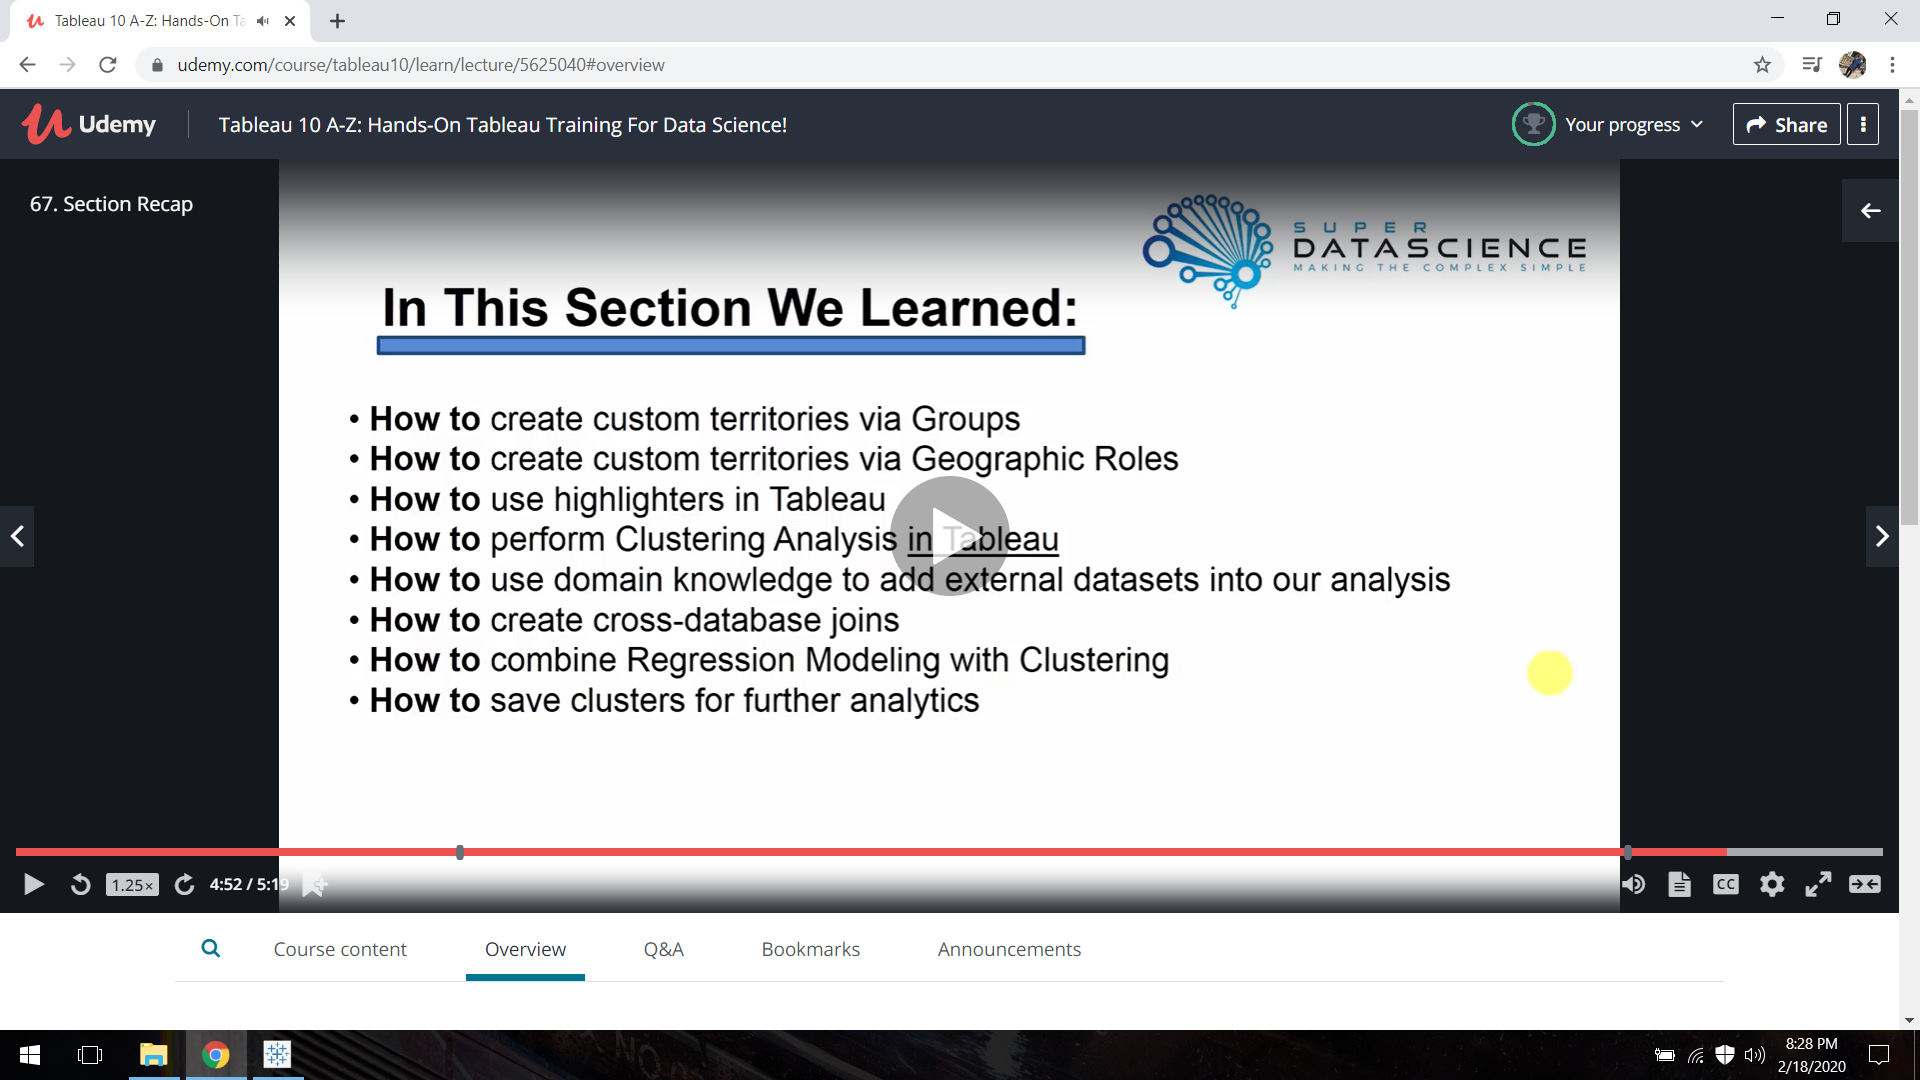 Tableau 10 A-Z: Hands-On Ta
udemy.com/course/tableau10/learn/lecture/5625040#overview
Udemy
Tableau 10 A-Z: Hands-On Tableau Training For Data Science!
Your progress
Share
67. Section Recap
SUPER
DATASCIENCE
MAKING THE COMPLEX SIMPLE
In This Section We Learned:
• How to create custom territories via Groups
• How to create custom territories via Geographic Roles
• How to use highlighters in Tableau
• How to perform Clustering Analysis in Tableau
• How to use domain knowledge to add external datasets into our analysis
• How to create cross-database joins
• How to combine Regression Modeling with Clustering
• How to save clusters for further analytics
1.25×
4:52 / 5:19
CC
Course content
Overview
Q&A
Bookmarks
Announcements
8:28 PM
2/18/2020